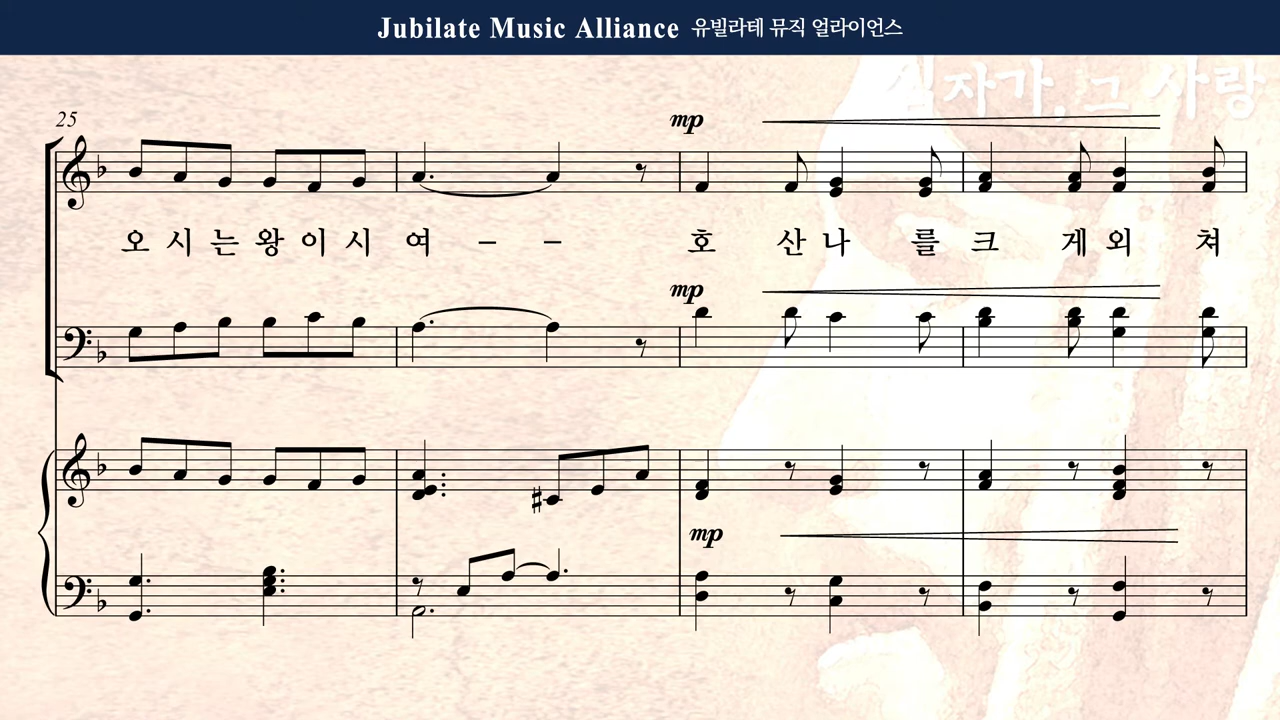 Jubilate Music Alliance 유빌라테 뮤직 얼라이언스
십자가, 그 사랑
25
mp
오 시 는 왕 이 시 여 – – 호 산 나 를 크 게 외 쳐
mp
mp